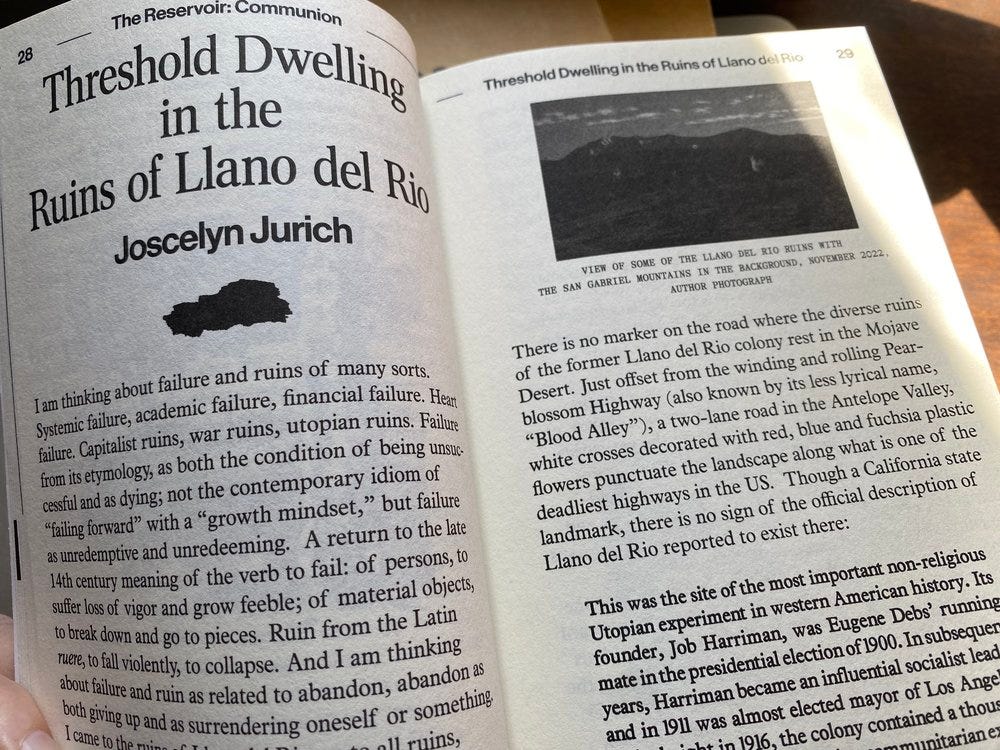 28
The Reservoir: Communion
Threshold Dwelling
in the
Ruins of Llano del Rio
Joscelyn Jurich
I am thinking about failure and ruins of many sorts.
Systemic failure, academic failure, financial failure. Heart
failure. Capitalist ruins, war ruins, utopian ruins. Failure
from its etymology, as both the condition of being unsuc-
cessful and as dying; not the contemporary idiom of
“failing forward” with a “growth mindset,” but failure
as unredemptive and unredeeming. A return to the late
14th century meaning of the verb to fail: of persons, to
suffer loss of vigor and grow feeble; of material objects,
to break down and go to pieces. Ruin from the Latin
ruere, to fall violently, to collapse. And I am thinking
about failure and ruin as related to abandon, abandon as
both giving up and as surrendering oneself or something.
I came to the all ruins,
Threshold Dwelling in the Ruins of Llano del Rio
29
VIEW OF SOME OF THE LLANO DEL RIO RUINS WITH
THE SAN GABRIEL MOUNTAINS IN THE BACKGROUND, NOVEMBER 2022,
AUTHOR PHOTOGRAPH
There is no marker on the road where the diverse ruins
of the former Llano del Rio colony rest in the Mojave
Desert. Just offset from the winding and rolling Pear-
blossom Highway (also known by its less lyrical name,
“Blood Alley”), a two-lane road in the Antelope Valley,
white crosses decorated with red, blue and fuchsia plastic
flowers punctuate the landscape along what is one of the
deadliest highways in the US. Though a California state
landmark, there is no sign of the official description of
Llano del Rio reported to exist there:
This was the site of the most important non-religious
Utopian experiment in western American history. Its
founder, Job Harriman, was Eugene Debs’ running
mate in the presidential election of 1900. In subsequen
years, Harriman became an influential socialist lead
and in 1911 was almost elected mayor of Los Angel
in 1916, the colony contained a thous